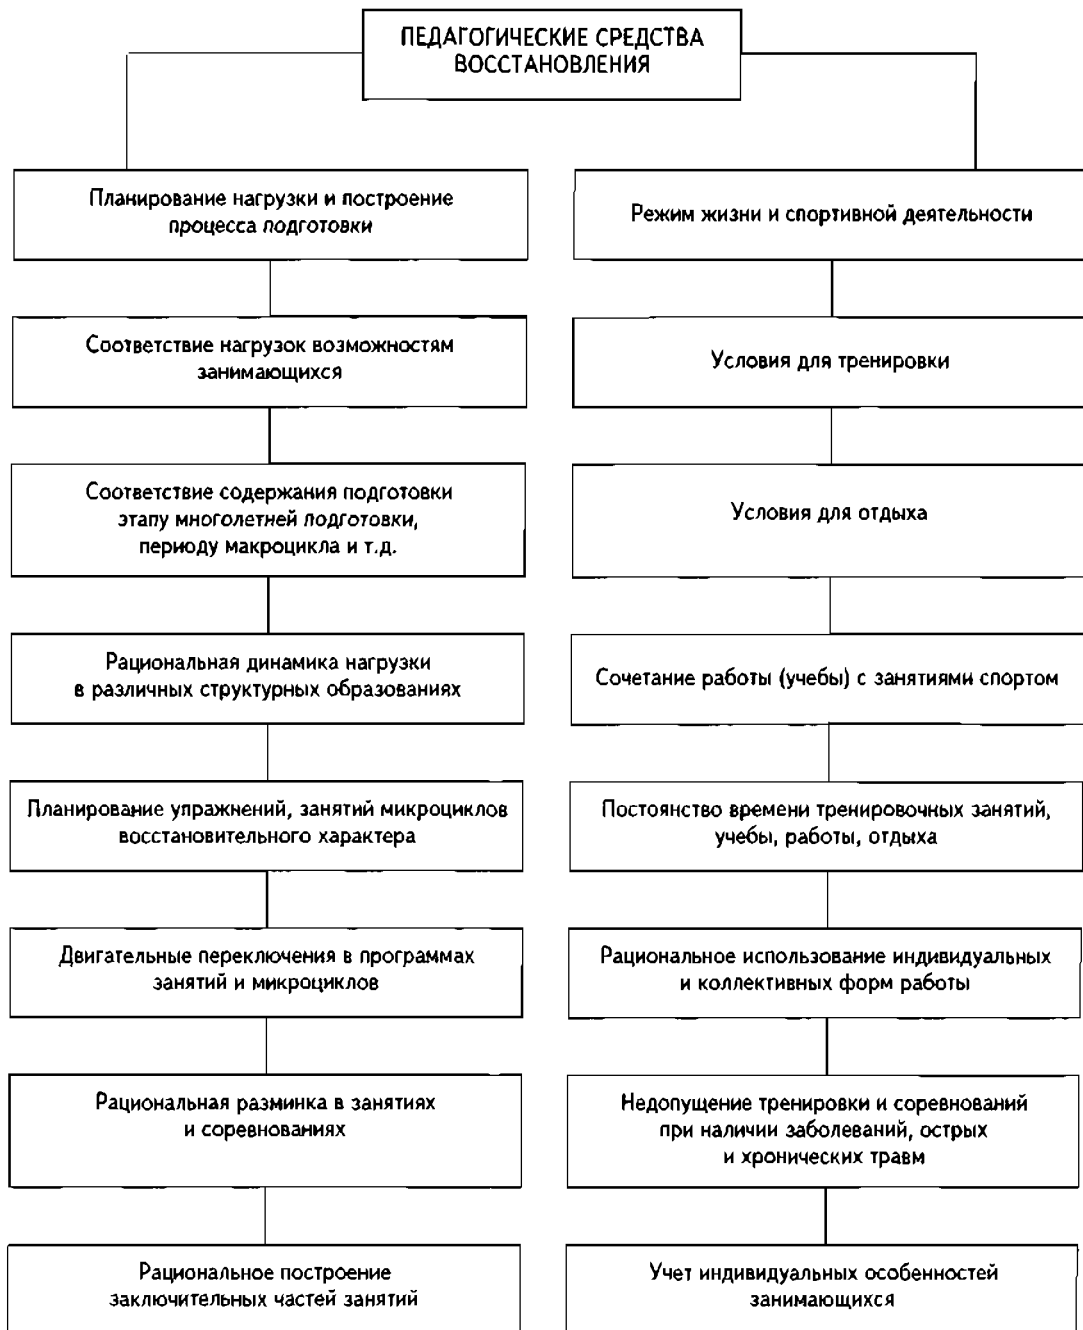 ПЕДАГОГИЧЕСКИЕ СРЕДСТВА
ВОССТАНОВЛЕНИЯ
Планирование нагрузки и построение
процесса подготовки
Соответствие нагрузок возможностям
занимающихся
Соответствие содержания подготовки
этапу многолетней подготовки,
периоду макроцикла и т.д.
Рациональная динамика нагрузки
в различных структурных образованиях
Планирование упражнений, занятий микроциклов
восстановительного характера
Двигательные переключения в программах
занятий и микроциклов
Рациональная разминка в занятиях
и соревнованиях
Рациональное построение
заключительных частей занятий
Режим жизни и спортивной деятельности
Условия для тренировки
Условия для отдыха
Сочетание работы (учебы) с занятиями спортом
Постоянство времени тренировочных занятий,
учебы, работы, отдыха
Рациональное использование индивидуальных
и коллективных форм работы
Недопущение тренировки и соревнований
при наличии заболеваний, острых
и хронических травм
Учет индивидуальных особенностей
занимающихся